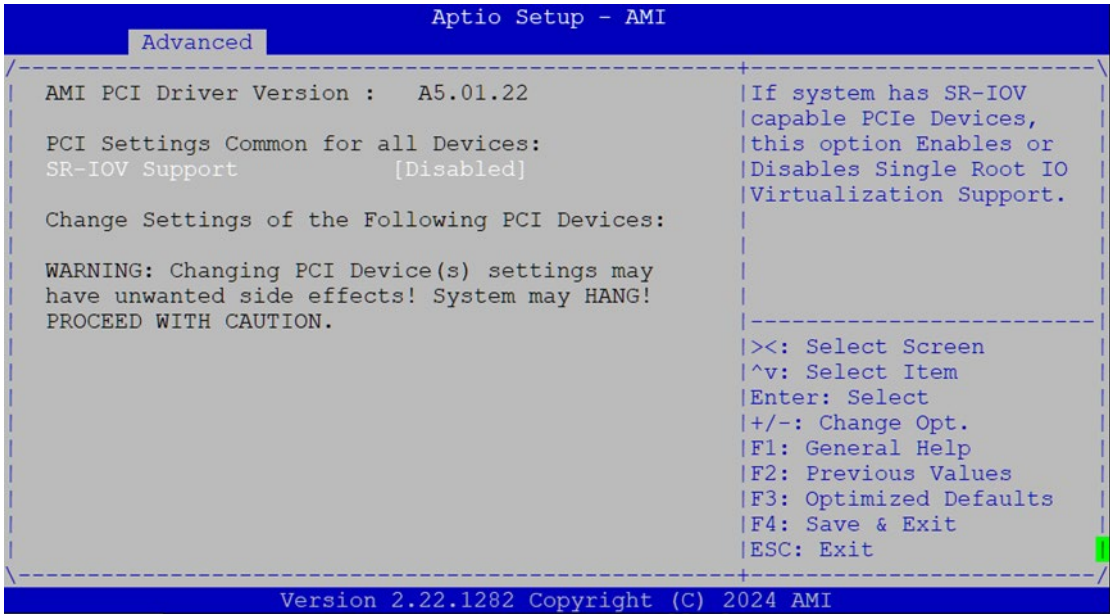 Aptio Setup - AMI
Advanced
AMI PCI Driver Version : A5.01.22
PCI Settings Common for all Devices:
SR-IOV Support [Disabled]
Change Settings of the Following PCI Devices:
WARNING: Changing PCI Device(s) settings may
have unwanted side effects! System may HANG!
PROCEED WITH CAUTION.
If system has SR-IOV
capable PCIe Devices,
this option Enables or
Disables Single Root IO
Virtualization Support.
><: Select Screen
^v: Select Item
Enter: Select
+/-: Change Opt.
F1: General Help
F2: Previous Values
F3: Optimized Defaults
F4: Save & Exit
ESC: Exit
Version 2.22.1282 Copyright (C) 2024 AMI